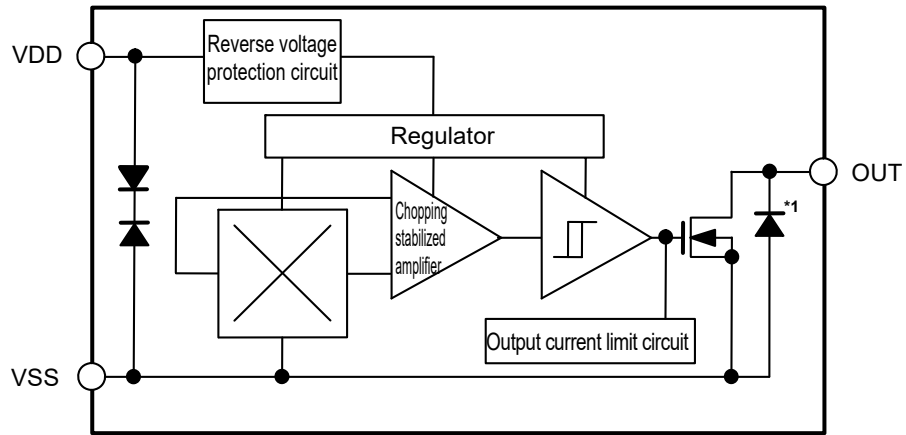 VDD
Reverse voltage
protection circuit
Regulator
OUT
*1
Chopping
stabilized
amplifier
Output current limit circuit
VSS